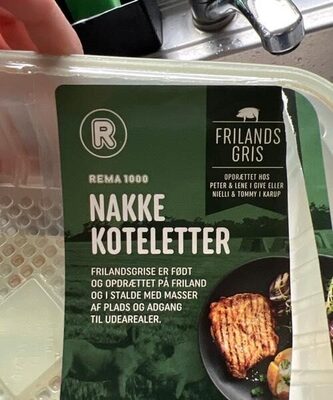 R
REMA 1000
FRILANDS
GRIS
OPDRÆTTET HOS
PETER & LENE I GIVE ELLER
NIELLI & TOMMY I KARUP
NAKKE
KOTELETTER
FRILANDSGRISE ER FØDT
OG OPDRÆTTET PÅ FRILAND
OG I STALDE MED MASSER
AF PLADS OG ADGANG
TIL UDEAREALER.